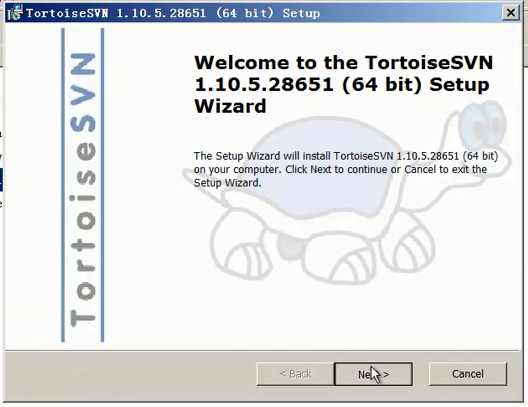 TortoiseSVN 1.10.5.28651 (64 bit) Setup
TortoiseSVN
Welcome to the TortoiseSVN
1.10.5.28651 (64 bit) Setup
Wizard
The Setup Wizard will install TortoiseSVN 1.10.5.28651 (64 bit)
on your computer. Click Next to continue or Cancel to exit the
Setup Wizard.
< Back
Cancel